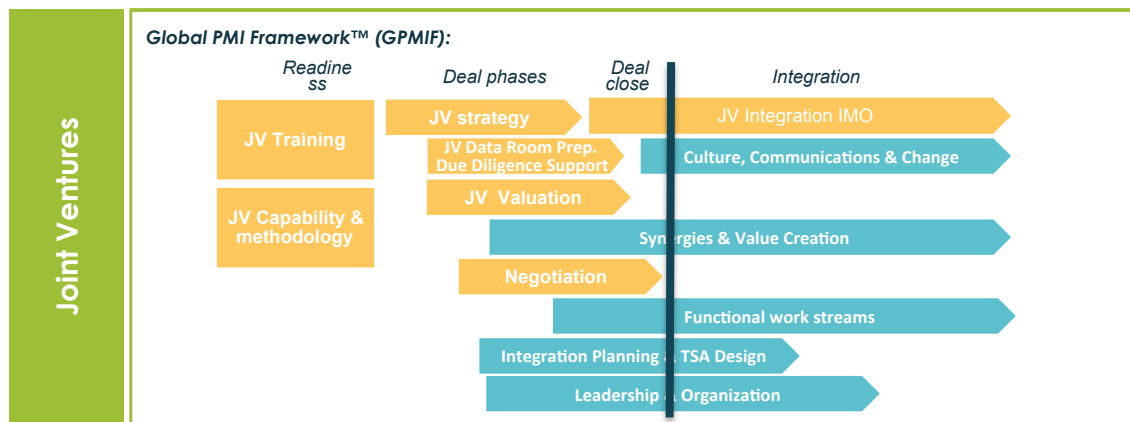 Joint Ventures
Global PMI Framework™ (GPMIF):
Readine
ss
Deal phases
Deal
close
Integration
JV Training
JV strategy
JV Integration IMO
JV Data Room Prep.
Due Diligence Support
Culture, Communications & Change
JV Capability &
methodology
JV Valuation
Synergies & Value Creation
Negotiation
Functional work streams
Integration Planning & TSA Design
Leadership & Organization